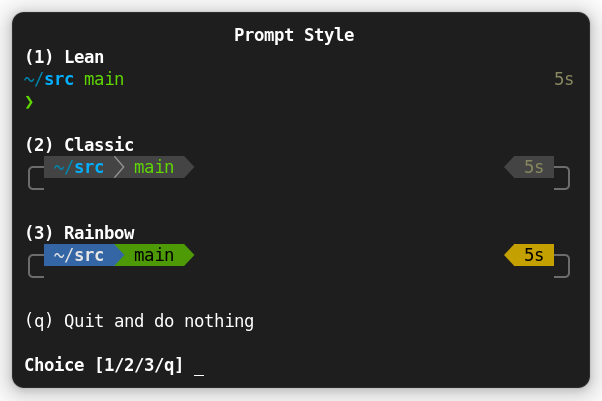 Prompt Style
(1) Lean
~/src main 5s
❯
(2) Classic
~/src main 5s
(3) Rainbow
~/src main 5s
(q) Quit and do nothing
Choice [1/2/3/q] _